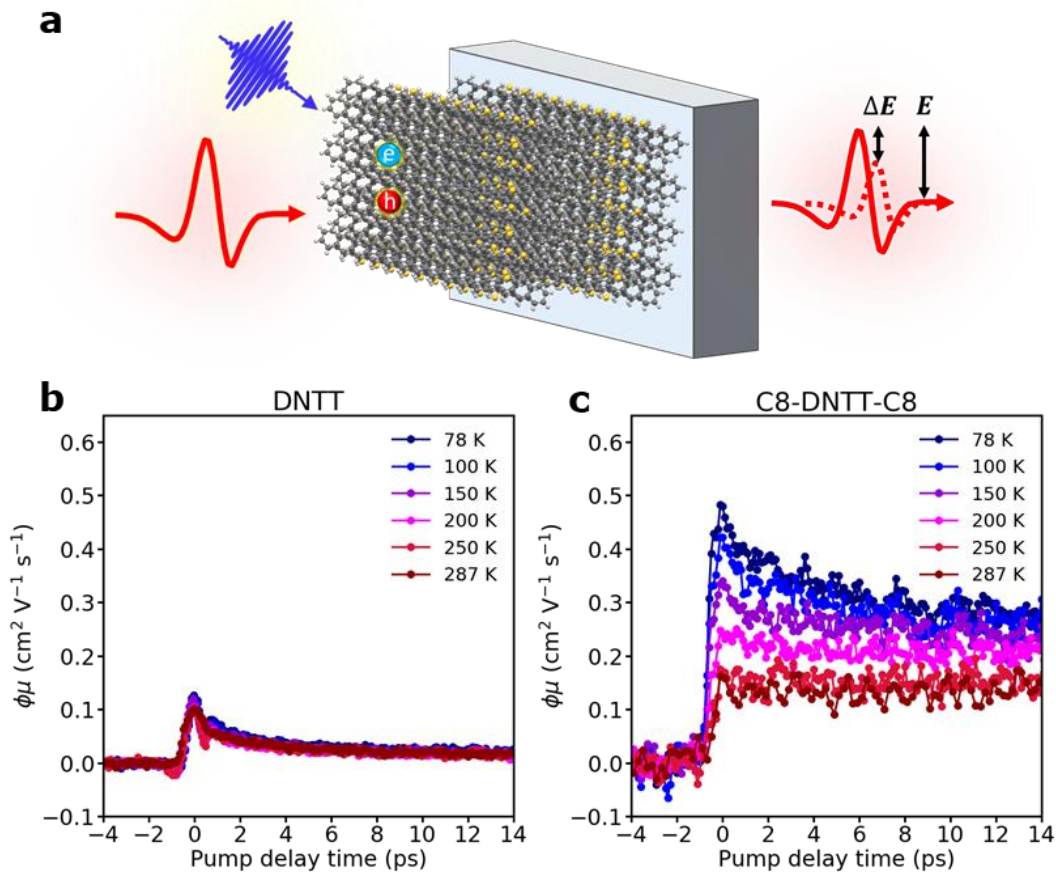 a
ΔE E
e
h
b DNTT
0.6
0.5
0.4
0.3
0.2
0.1
0.0
−0.1
ϕμ (cm² V⁻¹ s⁻¹)
78 K
100 K
150 K
200 K
250 K
287 K
−4 −2 0 2 4 6 8 10 12 14
Pump delay time (ps)
c C8-DNTT-C8
0.6
0.5
0.4
0.3
0.2
0.1
0.0
−0.1
ϕμ (cm² V⁻¹ s⁻¹)
78 K
100 K
150 K
200 K
250 K
287 K
−4 −2 0 2 4 6 8 10 12 14
Pump delay time (ps)